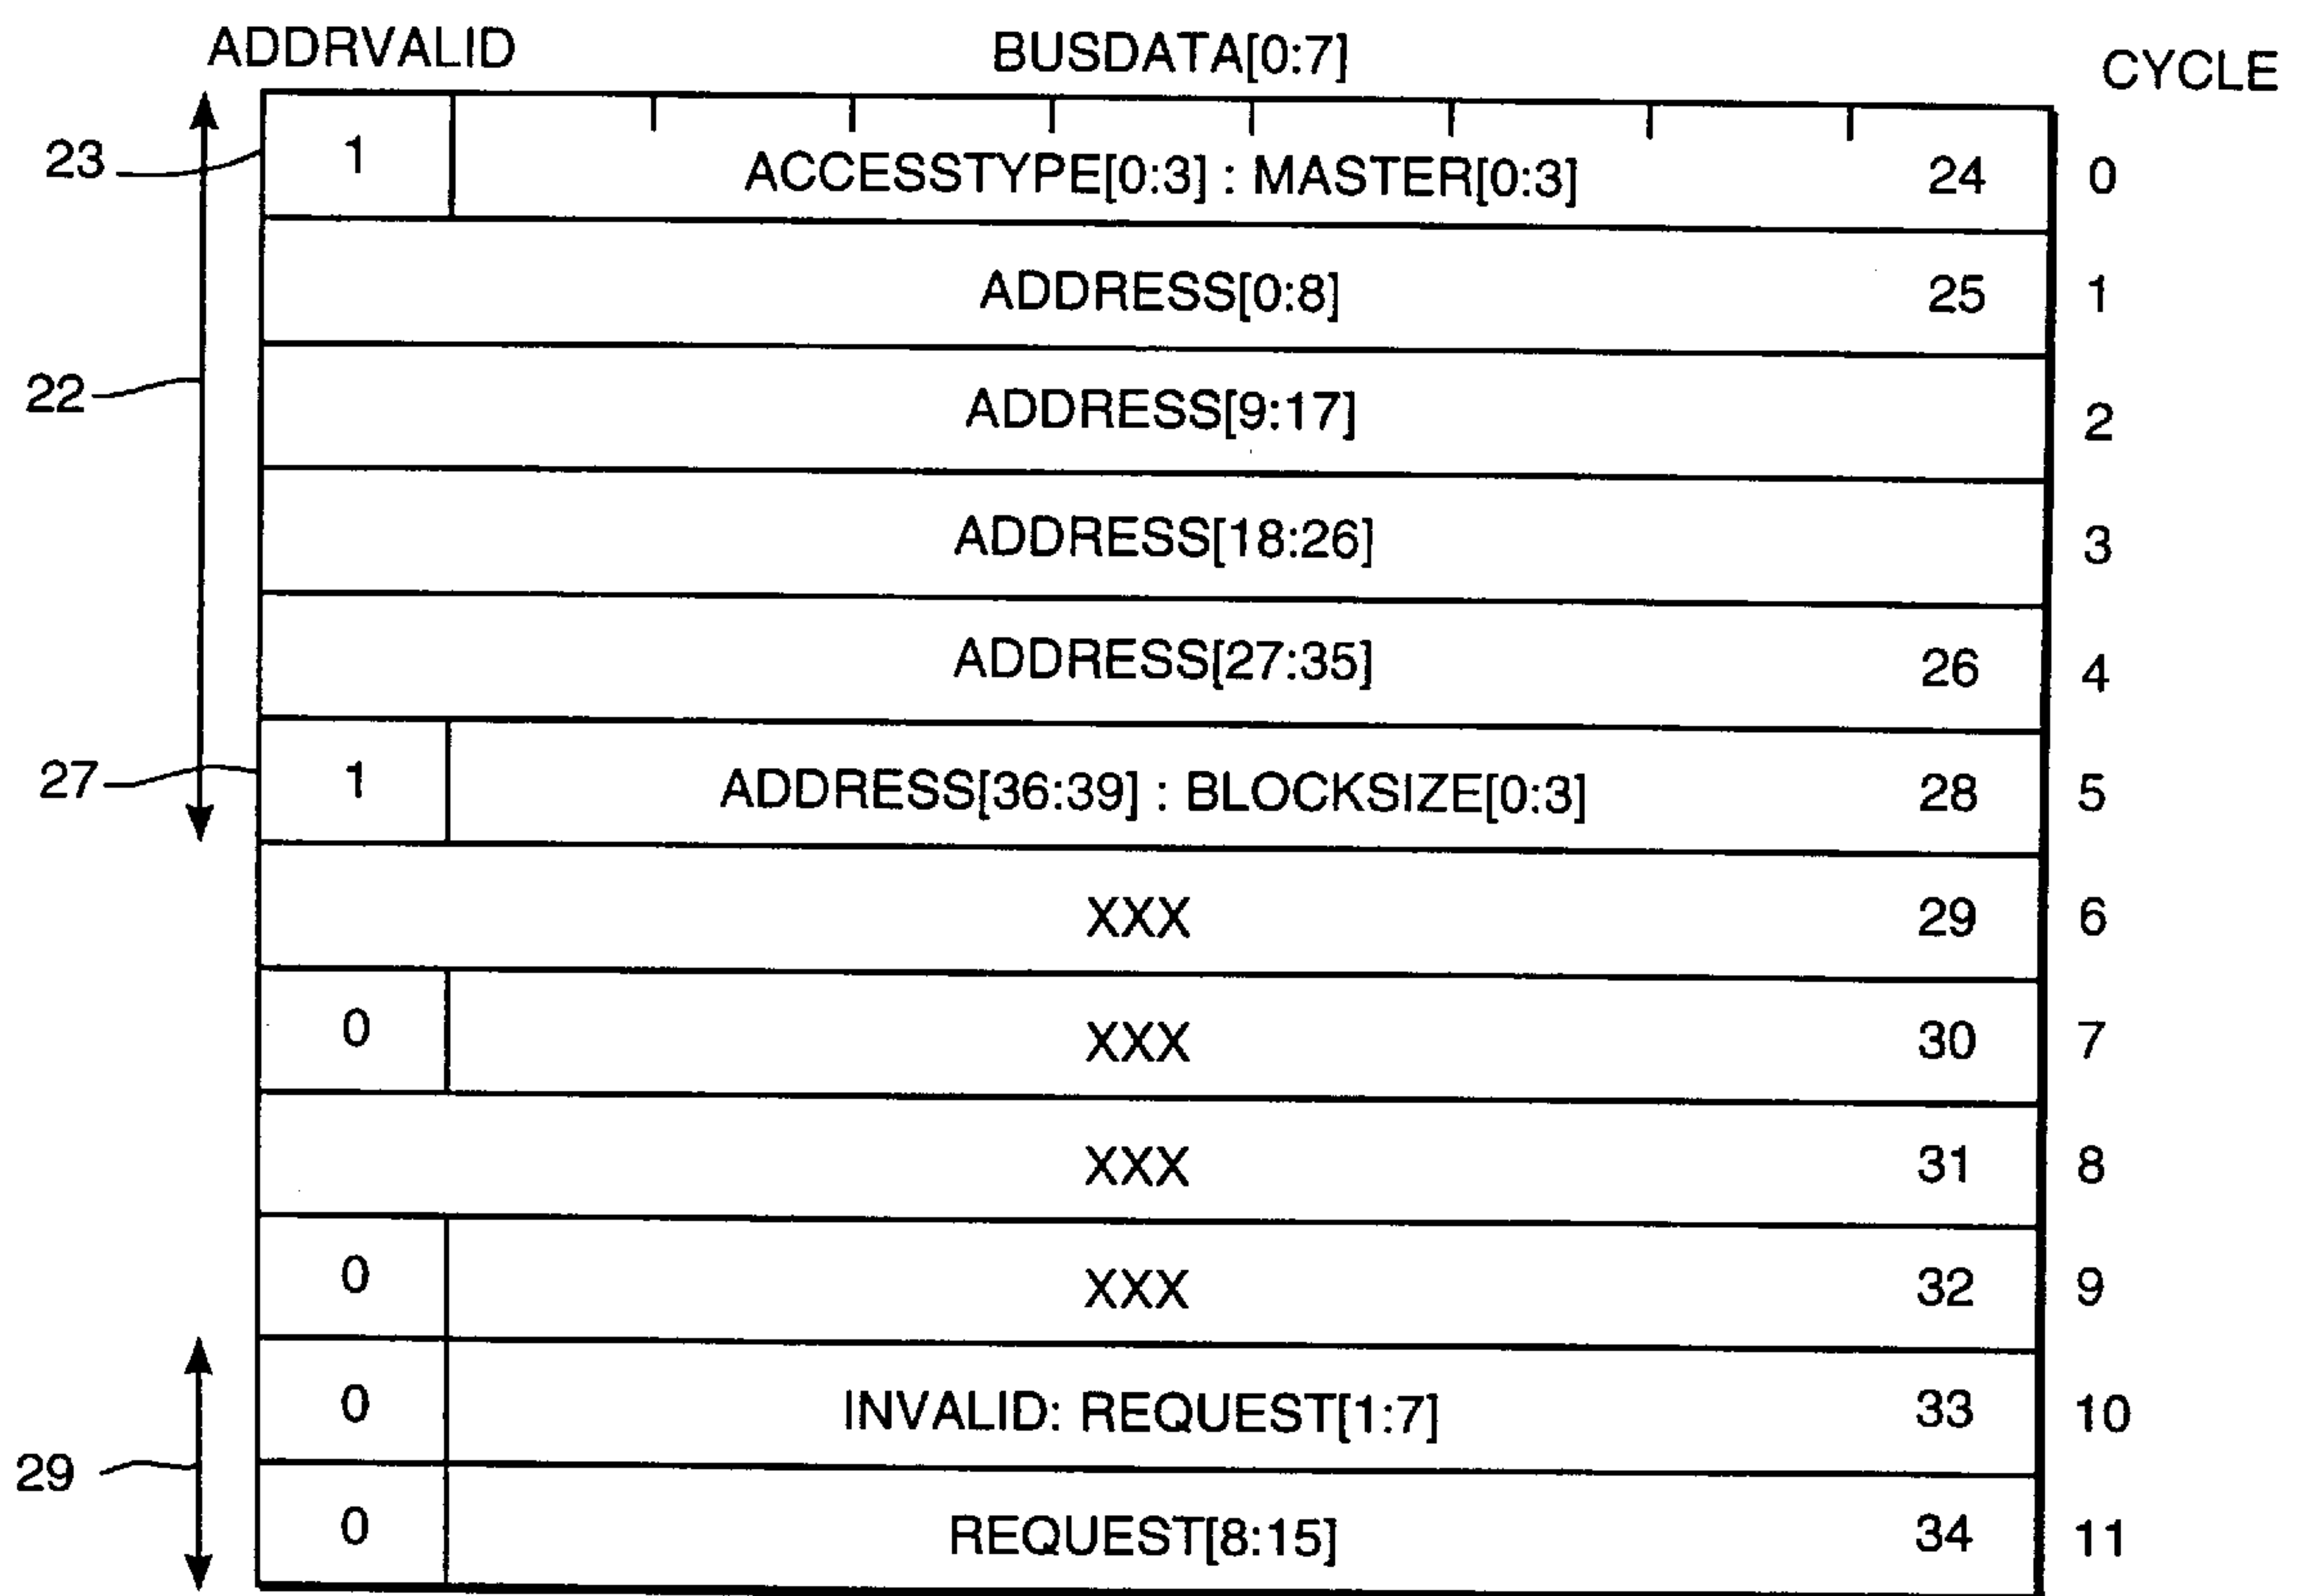 ADDRVALID BUSDATA[0:7] CYCLE
23 1 ACCESSTYPE[0:3] : MASTER[0:3] 24 0
ADDRESS[0:8] 25 1
22 ADDRESS[9:17] 2
ADDRESS[18:26] 3
ADDRESS[27:35] 26 4
27 1 ADDRESS[36:39] : BLOCKSIZE[0:3] 28 5
XXX 29 6
0 XXX 30 7
XXX 31 8
0 XXX 32 9
0 INVALID: REQUEST[1:7] 33 10
29 0 REQUEST[8:15] 34 11